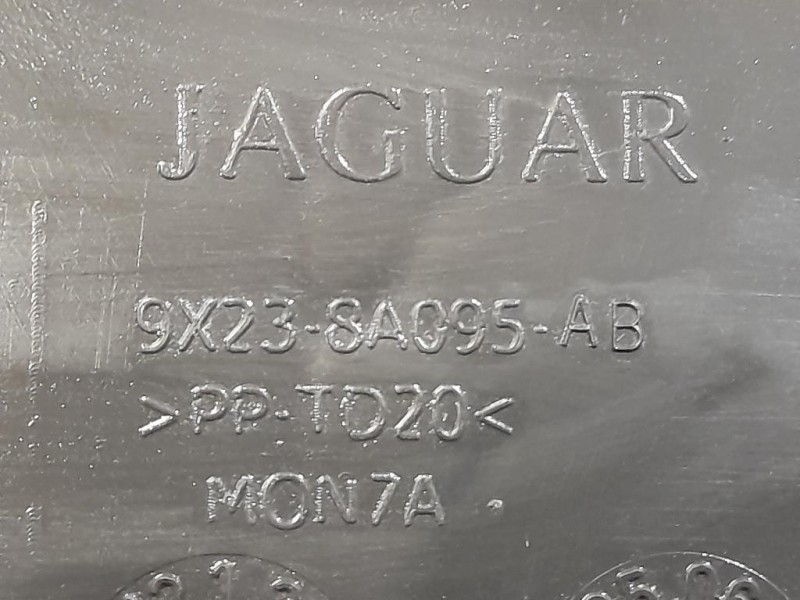 JAGUAR
9X23-8A095-AB
>PP-TD20<
MON7A .